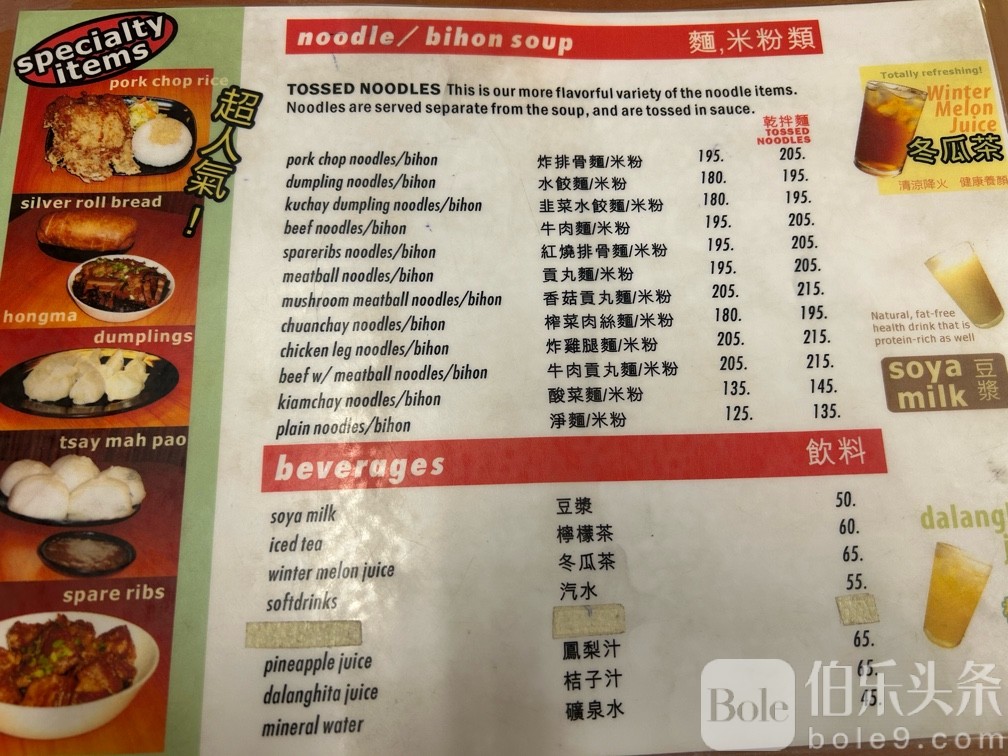 specialty items
pork chop rice
超人氣！
silver roll bread
hongma
dumplings
tsay mah pao
spare ribs
noodle/bihon soup 麵,米粉類
TOSSED NOODLES This is our more flavorful variety of the noodle items.
Noodles are served separate from the soup, and are tossed in sauce.
乾拌麵
TOSSED
NOODLES
pork chop noodles/bihon 炸排骨麵/米粉 195. 205.
dumpling noodles/bihon 水餃麵/米粉 180. 195.
kuchay dumpling noodles/bihon 韭菜水餃麵/米粉 180. 195.
beef noodles/bihon 牛肉麵/米粉 195. 205.
spareribs noodles/bihon 紅燒排骨麵/米粉 195. 205.
meatball noodles/bihon 貢丸麵/米粉 195. 205.
mushroom meatball noodles/bihon 香菇貢丸麵/米粉 205. 215.
chuanchay noodles/bihon 榨菜肉絲麵/米粉 180. 195.
chicken leg noodles/bihon 炸雞腿麵/米粉 205. 215.
beef w/ meatball noodles/bihon 牛肉貢丸麵/米粉 205. 215.
kiamchay noodles/bihon 酸菜麵/米粉 135. 145.
plain noodles/bihon 淨麵/米粉 125. 135.
beverages 飲料
soya milk 豆漿 50.
iced tea 檸檬茶 60.
winter melon juice 冬瓜茶 65.
softdrinks 汽水 55.
pineapple juice 鳳梨汁 65.
dalanghita juice 桔子汁 65.
mineral water 礦泉水 45.
Totally refreshing!
Winter
Melon
Juice
冬瓜茶
清涼降火 健康養顏
Natural, fat-free
health drink that is
protein-rich as well
soya milk 豆漿
dalang
Bole 伯乐头条
bole9.com